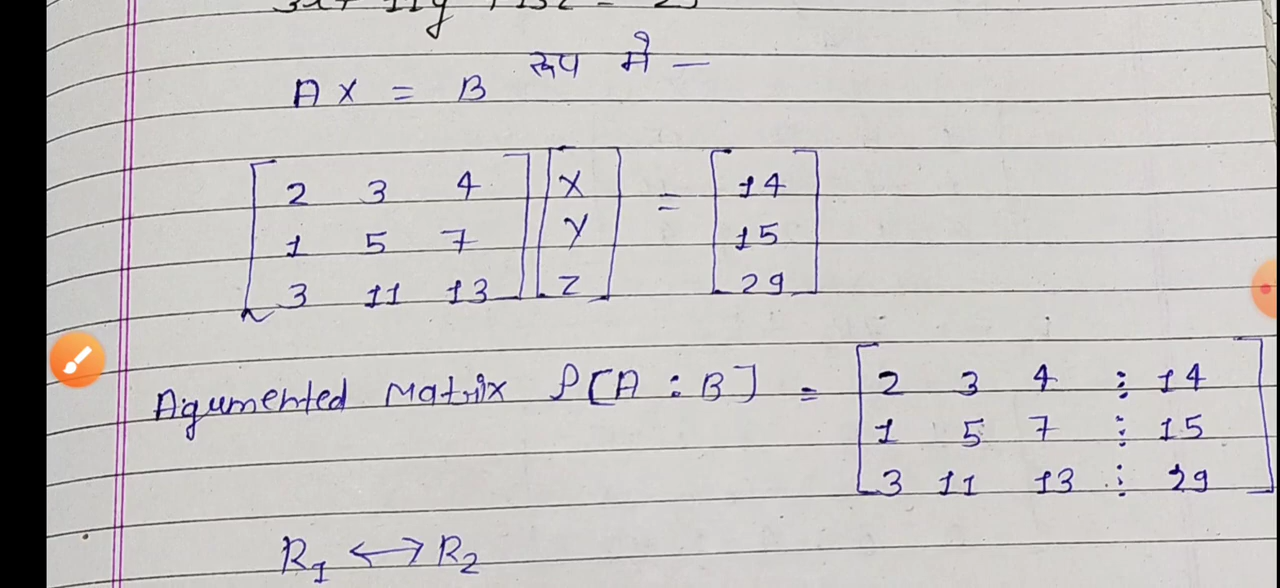 AX = B रूप में —
[2 3 4] [X] = [14]
[1 5 7] [Y] [15]
[3 11 13] [Z] [29]
Agumented Matrix ρ[A : B] = [2 3 4 ⋮ 14]
[1 5 7 ⋮ 15]
[3 11 13 ⋮ 29]
R₁ ↔ R₂